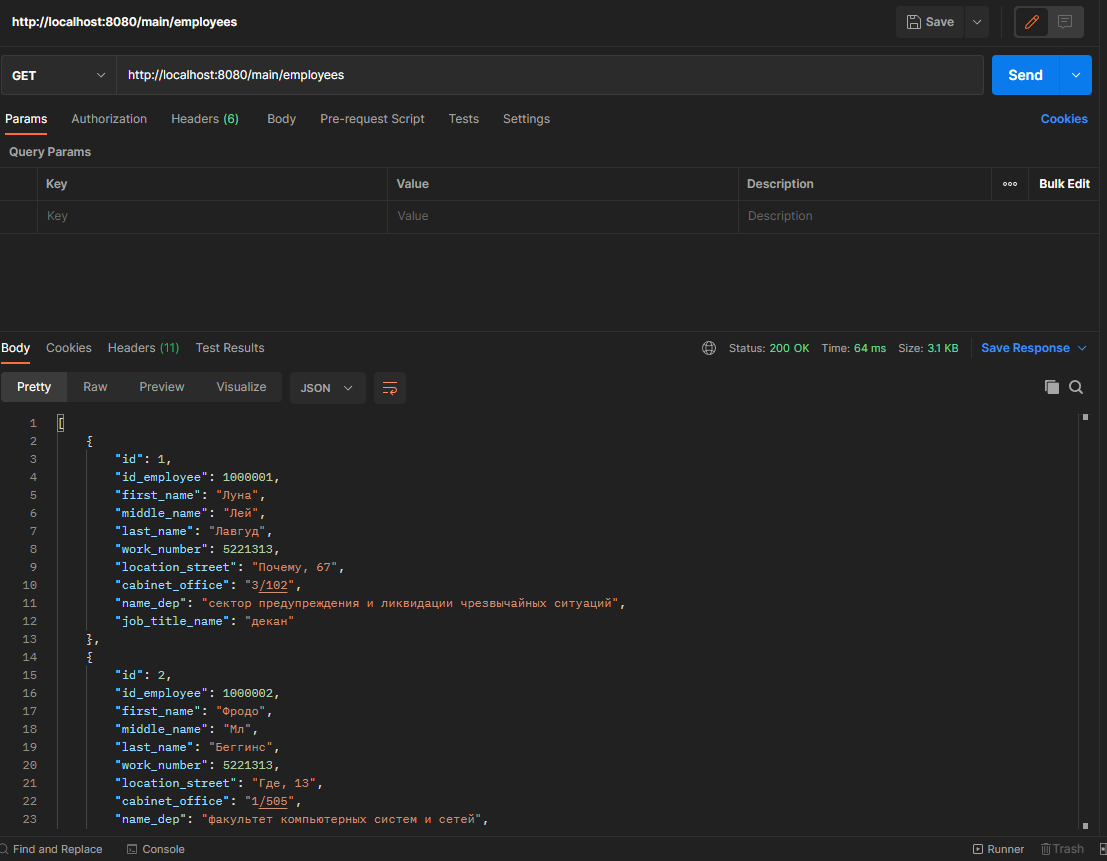 http://localhost:8080/main/employees
Save
GET
http://localhost:8080/main/employees
Send
Params Authorization Headers (6) Body Pre-request Script Tests Settings Cookies
Query Params
Key Value Description Bulk Edit
Key Value Description
Body Cookies Headers (11) Test Results Status: 200 OK Time: 64 ms Size: 3.1 KB Save Response
Pretty Raw Preview Visualize JSON
1 [
2 {
3 "id": 1,
4 "id_employee": 1000001,
5 "first_name": "Луна",
6 "middle_name": "Лей",
7 "last_name": "Лавгуд",
8 "work_number": 5221313,
9 "location_street": "Почему, 67",
10 "cabinet_office": "3/102",
11 "name_dep": "сектор предупреждения и ликвидации чрезвычайных ситуаций",
12 "job_title_name": "декан"
13 },
14 {
15 "id": 2,
16 "id_employee": 1000002,
17 "first_name": "Фродо",
18 "middle_name": "Мл",
19 "last_name": "Беггинс",
20 "work_number": 5221313,
21 "location_street": "Где, 13",
22 "cabinet_office": "1/505",
23 "name_dep": "факультет компьютерных систем и сетей",
Find and Replace Console Runner Trash